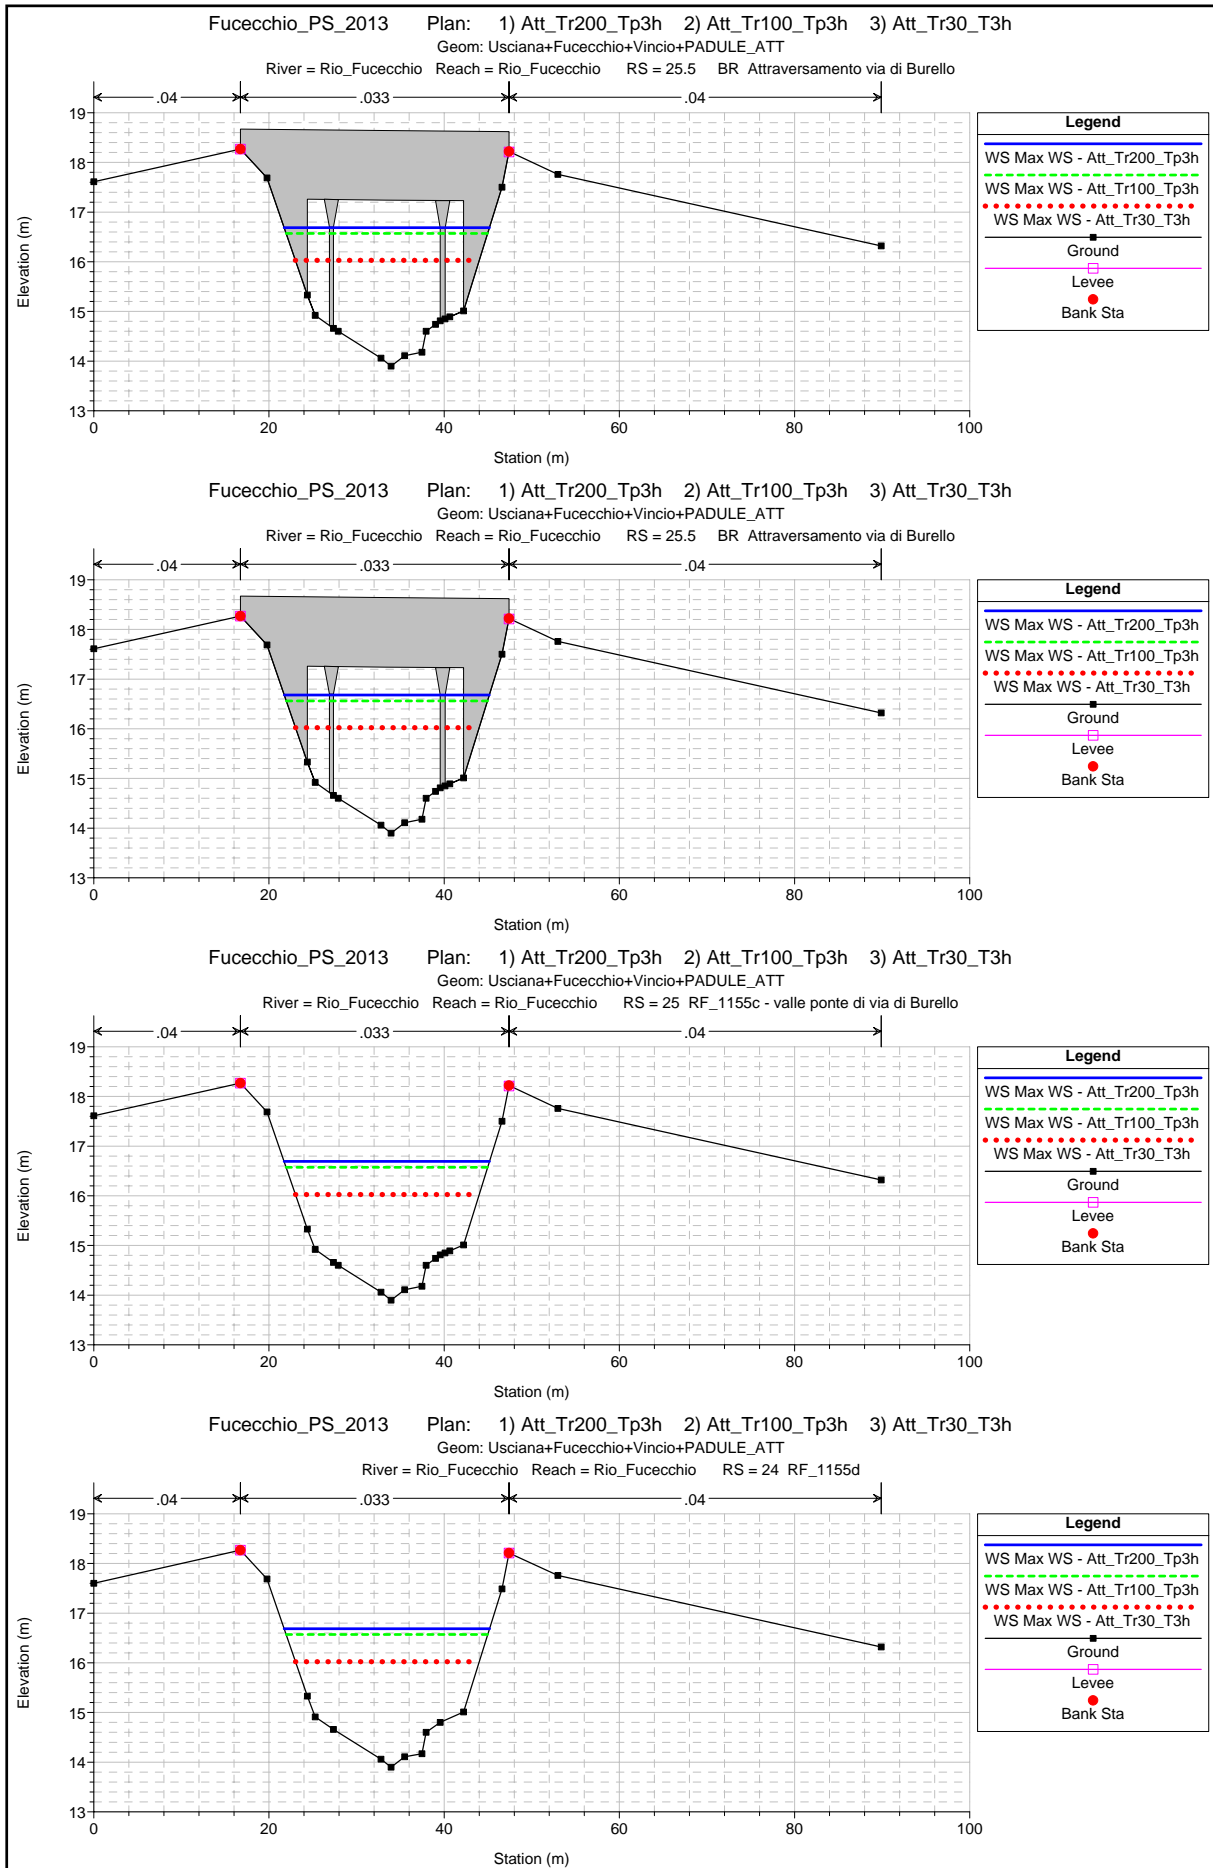 Fucecchio_PS_2013 Plan: 1) Att_Tr200_Tp3h 2) Att_Tr100_Tp3h 3) Att_Tr30_T3h
Geom: Usciana+Fucecchio+Vincio+PADULE_ATT
River = Rio_Fucecchio Reach = Rio_Fucecchio RS = 25.5 BR Attraversamento via di Burello
.04 .033 .04
19
18
17
16
15
14
13
Elevation (m)
0 20 40 60 80 100
Station (m)
Legend
WS Max WS - Att_Tr200_Tp3h
WS Max WS - Att_Tr100_Tp3h
WS Max WS - Att_Tr30_T3h
Ground
Levee
Bank Sta
Fucecchio_PS_2013 Plan: 1) Att_Tr200_Tp3h 2) Att_Tr100_Tp3h 3) Att_Tr30_T3h
Geom: Usciana+Fucecchio+Vincio+PADULE_ATT
River = Rio_Fucecchio Reach = Rio_Fucecchio RS = 25.5 BR Attraversamento via di Burello
.04 .033 .04
19
18
17
16
15
14
13
Elevation (m)
0 20 40 60 80 100
Station (m)
Legend
WS Max WS - Att_Tr200_Tp3h
WS Max WS - Att_Tr100_Tp3h
WS Max WS - Att_Tr30_T3h
Ground
Levee
Bank Sta
Fucecchio_PS_2013 Plan: 1) Att_Tr200_Tp3h 2) Att_Tr100_Tp3h 3) Att_Tr30_T3h
Geom: Usciana+Fucecchio+Vincio+PADULE_ATT
River = Rio_Fucecchio Reach = Rio_Fucecchio RS = 25 RF_1155c - valle ponte di via di Burello
.04 .033 .04
19
18
17
16
15
14
13
Elevation (m)
0 20 40 60 80 100
Station (m)
Legend
WS Max WS - Att_Tr200_Tp3h
WS Max WS - Att_Tr100_Tp3h
WS Max WS - Att_Tr30_T3h
Ground
Levee
Bank Sta
Fucecchio_PS_2013 Plan: 1) Att_Tr200_Tp3h 2) Att_Tr100_Tp3h 3) Att_Tr30_T3h
Geom: Usciana+Fucecchio+Vincio+PADULE_ATT
River = Rio_Fucecchio Reach = Rio_Fucecchio RS = 24 RF_1155d
.04 .033 .04
19
18
17
16
15
14
13
Elevation (m)
0 20 40 60 80 100
Station (m)
Legend
WS Max WS - Att_Tr200_Tp3h
WS Max WS - Att_Tr100_Tp3h
WS Max WS - Att_Tr30_T3h
Ground
Levee
Bank Sta